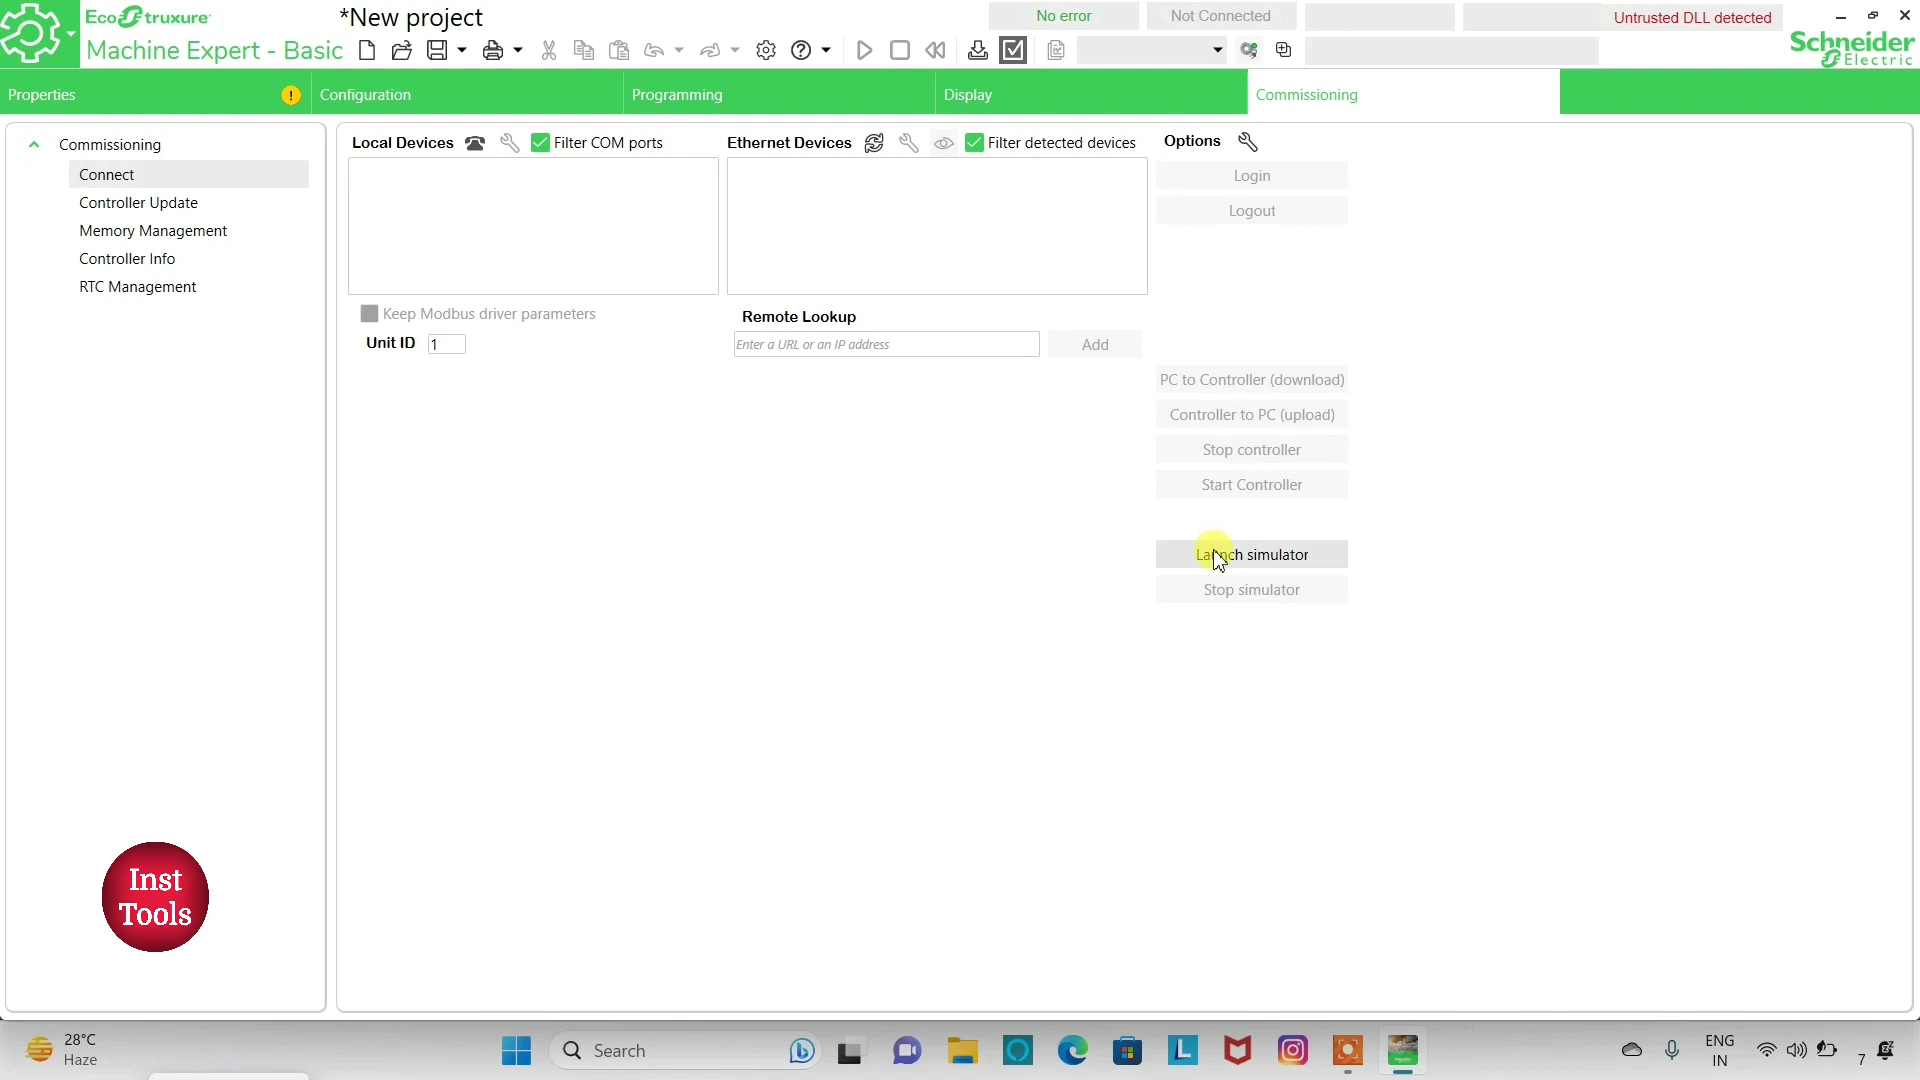 EcoStruxure
Machine Expert - Basic
*New project
No error
Not Connected
Untrusted DLL detected
Schneider
Electric
Properties
!
Configuration
Programming
Display
Commissioning
Commissioning
Connect
Controller Update
Memory Management
Controller Info
RTC Management
Local Devices
Filter COM ports
Keep Modbus driver parameters
Unit ID
1
Ethernet Devices
Filter detected devices
Remote Lookup
Enter a URL or an IP address
Add
Options
Login
Logout
PC to Controller (download)
Controller to PC (upload)
Stop controller
Start Controller
Launch simulator
Stop simulator
Inst
Tools
28°C
Haze
Search
ENG
IN
7